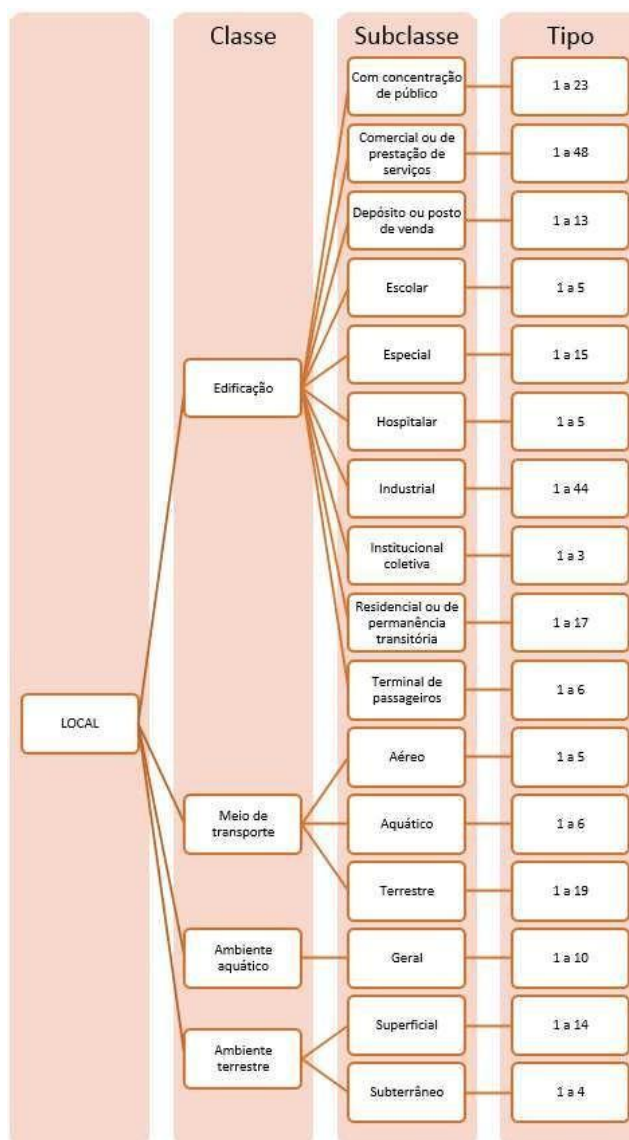 Classe
Subclasse
Tipo
Com concentração
de público
1 a 23
Comercial ou de
prestação de
serviços
1 a 48
Depósito ou posto
de venda
1 a 13
Escolar
1 a 5
Especial
1 a 15
Edificação
Hospitalar
1 a 5
Industrial
1 a 44
Institucional
coletiva
1 a 3
Residencial ou de
permanência
transitória
1 a 17
Terminal de
passageiros
1 a 6
LOCAL
Aéreo
1 a 5
Meio de
transporte
Aquático
1 a 6
Terrestre
1 a 19
Ambiente
aquático
Geral
1 a 10
Superficial
1 a 14
Ambiente
terrestre
Subterrâneo
1 a 4